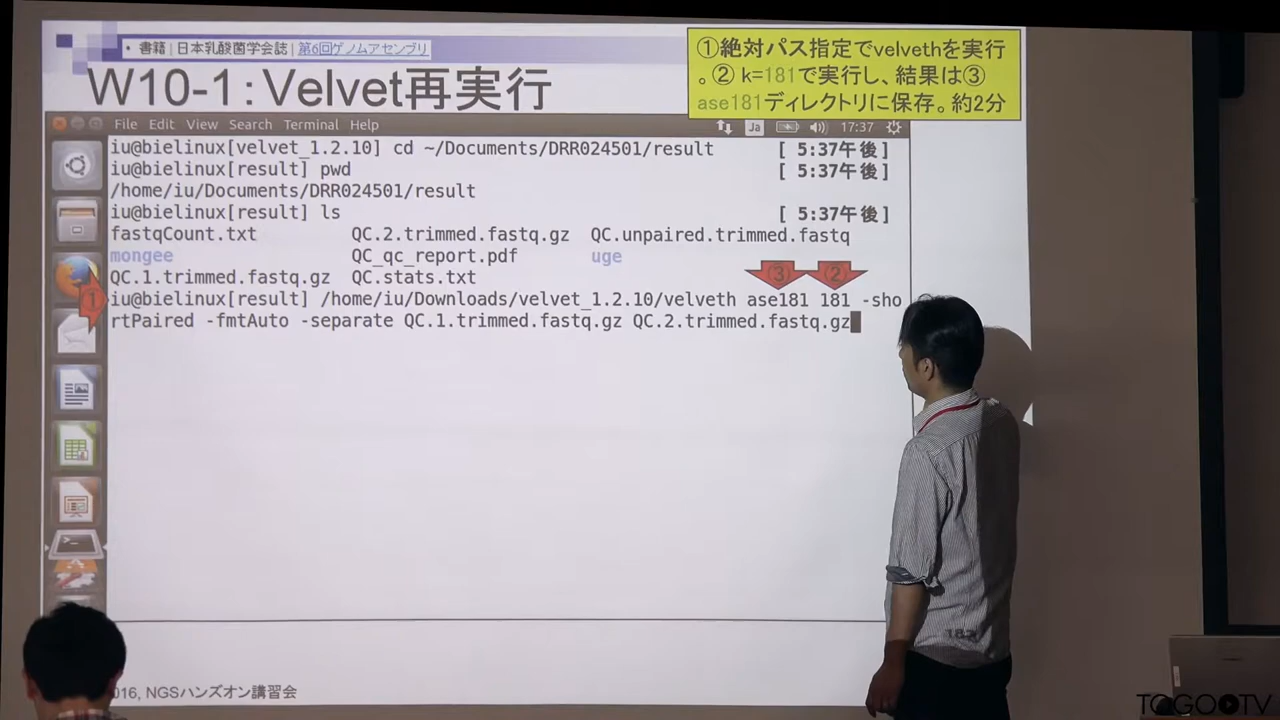 • 書籍 | 日本乳酸菌学会誌 | 第6回ゲノムアセンブリ
W10-1：Velvet再実行
①絶対パス指定でvelvethを実行
。② k=181で実行し、結果は③
ase181ディレクトリに保存。約2分
File Edit View Search Terminal Help
Ja
17:37
iu@bielinux[velvet_1.2.10] cd ~/Documents/DRR024501/result [ 5:37午後]
iu@bielinux[result] pwd [ 5:37午後]
/home/iu/Documents/DRR024501/result
iu@bielinux[result] ls [ 5:37午後]
fastqCount.txt QC.2.trimmed.fastq.gz QC.unpaired.trimmed.fastq
mongee QC_qc_report.pdf uge
QC.1.trimmed.fastq.gz QC.stats.txt
③ ②
①
iu@bielinux[result] /home/iu/Downloads/velvet_1.2.10/velveth ase181 181 -sho
rtPaired -fmtAuto -separate QC.1.trimmed.fastq.gz QC.2.trimmed.fastq.gz
016, NGSハンズオン講習会
TOGOTV